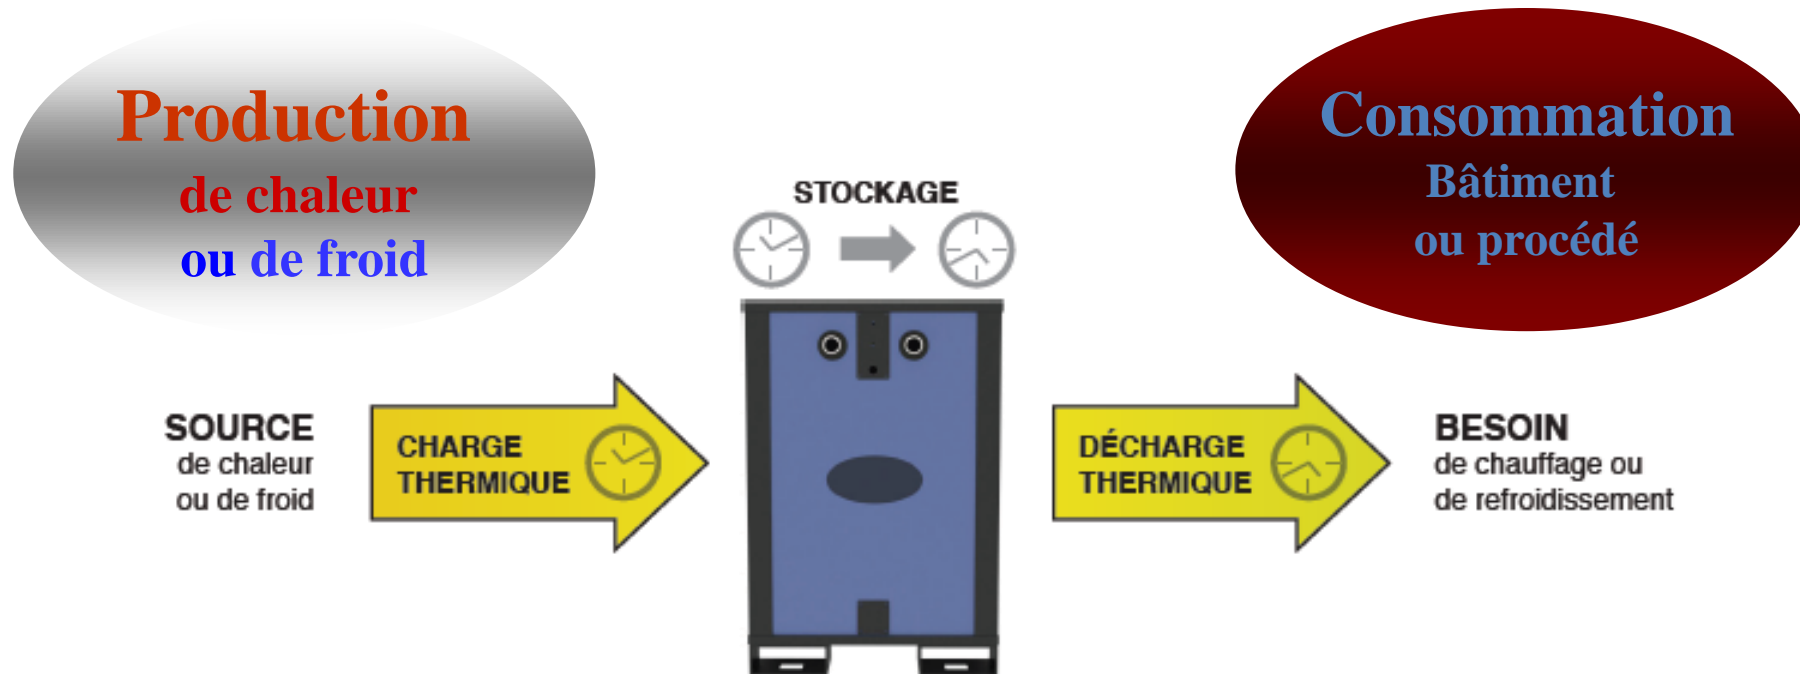 Production
de chaleur
ou de froid
Consommation
Bâtiment
ou procédé
STOCKAGE
SOURCE
de chaleur
ou de froid
CHARGE
THERMIQUE
DÉCHARGE
THERMIQUE
BESOIN
de chauffage ou
de refroidissement